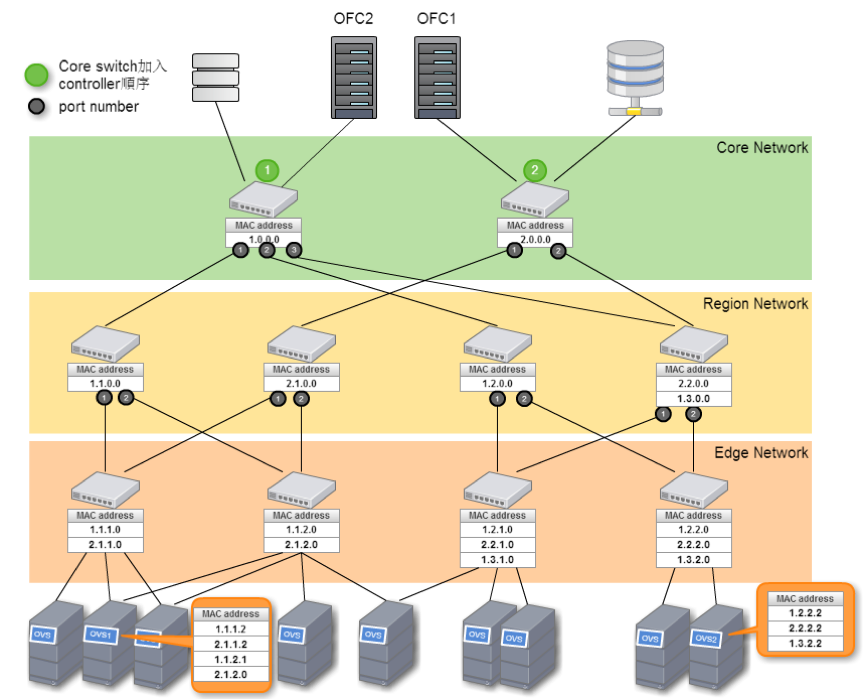 OFC2
OFC1
Core switch加入
controller順序
port number
Core Network
1
2
MAC address
1.0.0.0
1
2
3
MAC address
2.0.0.0
1
2
Region Network
MAC address
1.1.0.0
1
2
MAC address
2.1.0.0
1
2
MAC address
1.2.0.0
1
2
MAC address
2.2.0.0
1.3.0.0
1
2
Edge Network
MAC address
1.1.1.0
2.1.1.0
MAC address
1.1.2.0
2.1.2.0
MAC address
1.2.1.0
2.2.1.0
1.3.1.0
MAC address
1.2.2.0
2.2.2.0
1.3.2.0
OVS
OVS1
MAC address
1.1.1.2
2.1.1.2
1.1.2.1
2.1.2.0
OVS
OVS
OVS
OVS
OVS
OVS2
MAC address
1.2.2.2
2.2.2.2
1.3.2.2